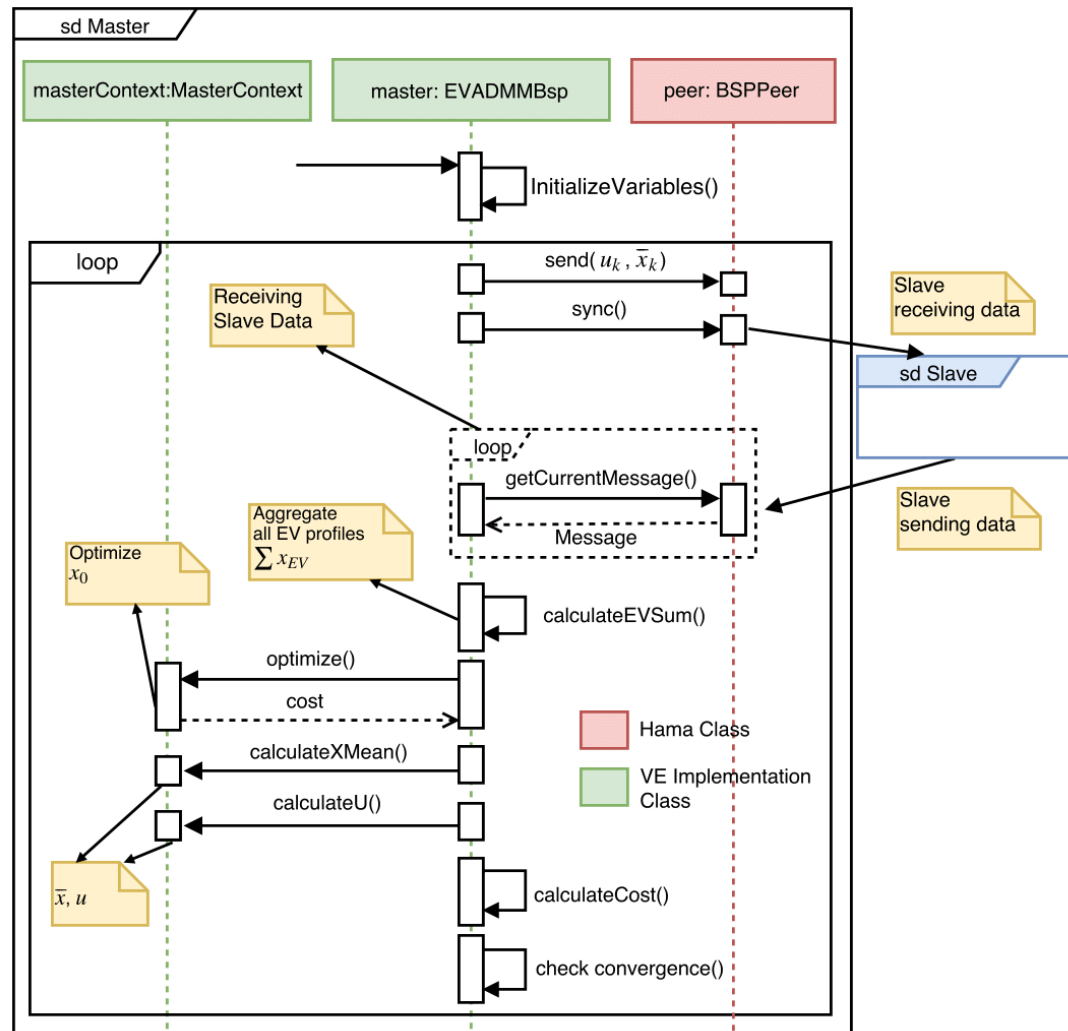 sd Master
masterContext:MasterContext
master: EVADMMBsp
peer: BSPPeer
InitializeVariables()
loop
send( u_k , x̄_k)
Receiving
Slave Data
sync()
Slave
receiving data
sd Slave
loop
getCurrentMessage()
Message
Slave
sending data
Aggregate
all EV profiles
∑ x_EV
Optimize
x_0
calculateEVSum()
optimize()
cost
Hama Class
calculateXMean()
VE Implementation
Class
calculateU()
x̄, u
calculateCost()
check convergence()